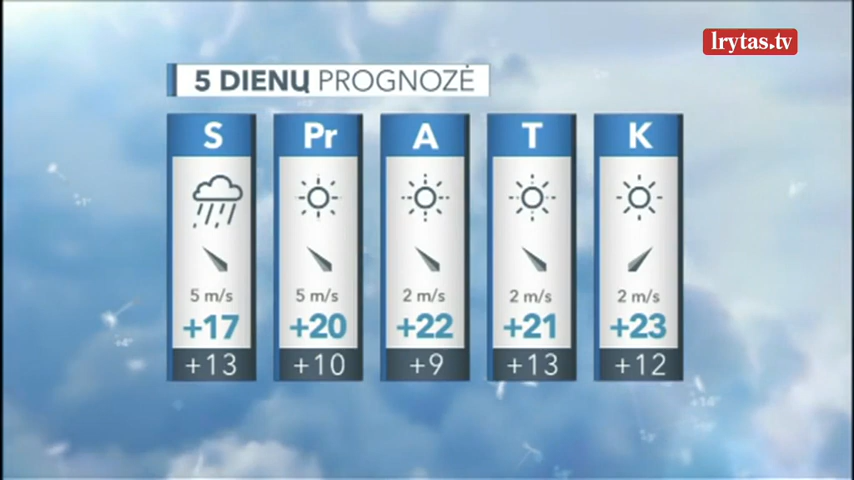 lrytas.tv
5 DIENŲ PROGNOZĖ
S Pr A T K
5 m/s 5 m/s 2 m/s 2 m/s 2 m/s
+17 +20 +22 +21 +23
+13 +10 +9 +13 +12